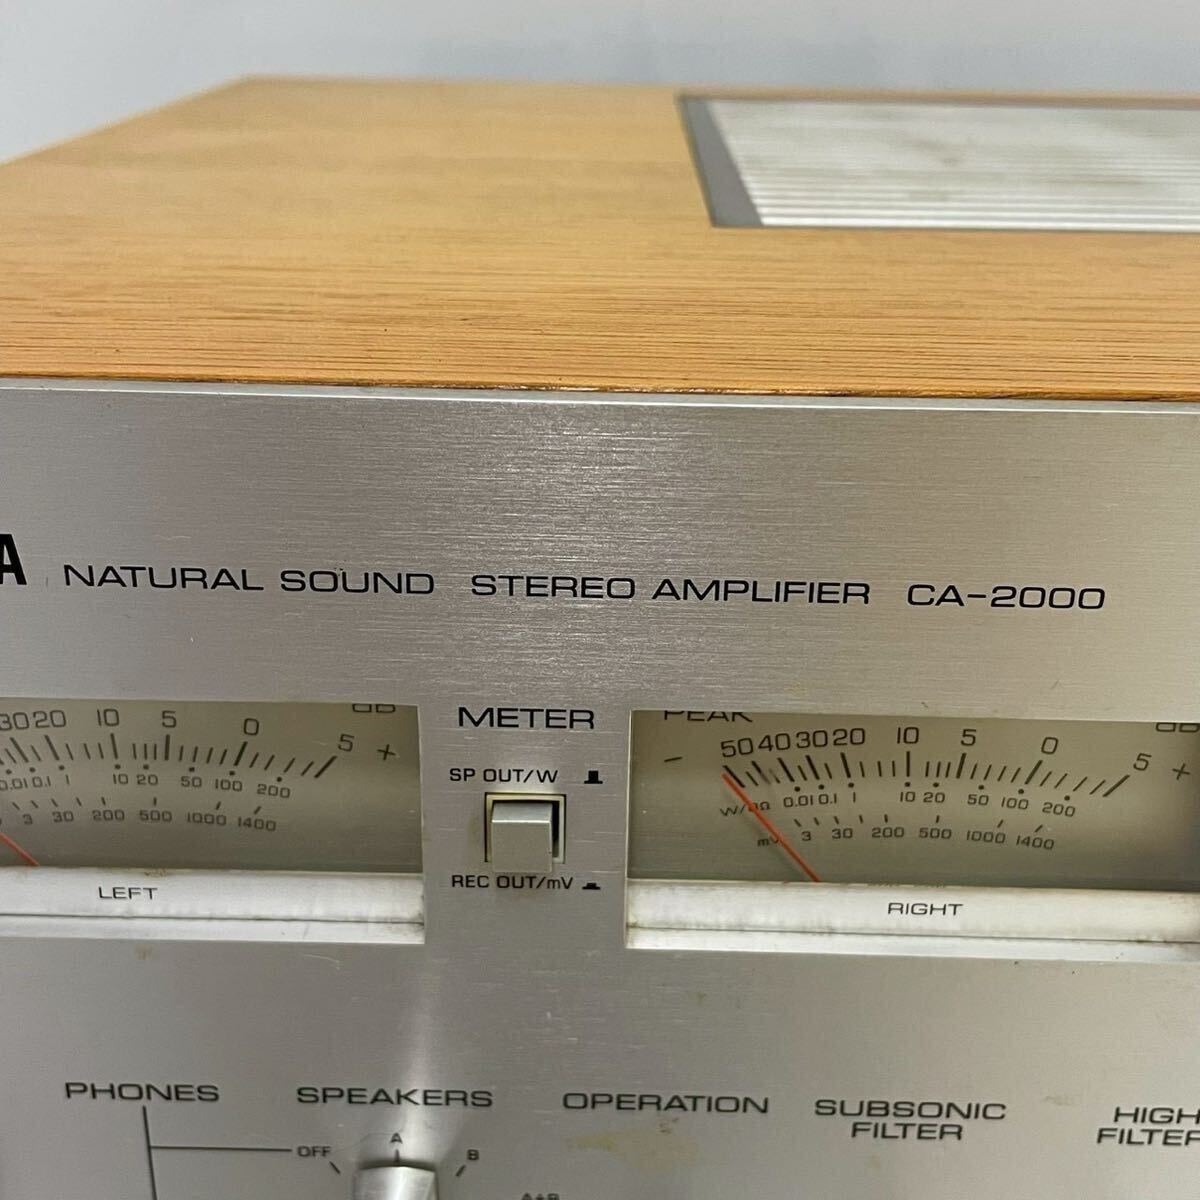 A NATURAL SOUND STEREO AMPLIFIER CA-2000
30 20 10 5 0 5 + dB
0.01 0.1 1 10 20 50 100 200
3 30 200 500 1000 1400
LEFT
METER
SP OUT/W
REC OUT/mV
PEAK dB
- 50 40 30 20 10 5 0 5 +
W/8Ω 0.01 0.1 1 10 20 50 100 200
mV 3 30 200 500 1000 1400
RIGHT
PHONES SPEAKERS OPERATION SUBSONIC FILTER HIGH FILTER
OFF A B A+B